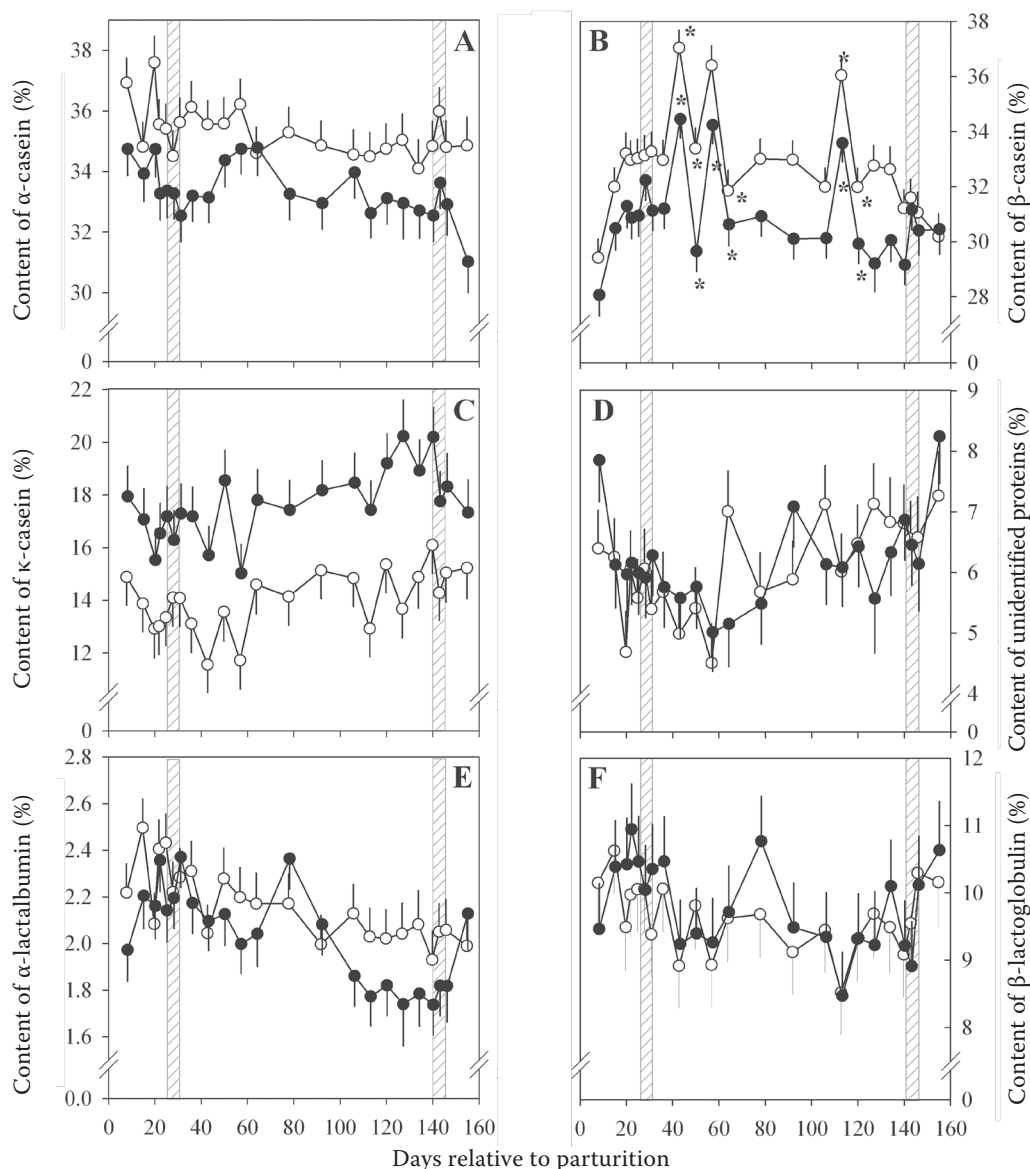 A
Content of α-casein (%)
38
36
34
32
30
0
B
Content of β-casein (%)
38
36
34
32
30
28
0
* * * * * * * * * * *
C
Content of κ-casein (%)
22
20
18
16
14
12
0
D
Content of unidentified proteins (%)
9
8
7
6
5
4
0
E
Content of α-lactalbumin (%)
2.8
2.6
2.4
2.2
2.0
1.8
1.6
0.0
0 20 40 60 80 100 120 140 160
F
Content of β-lactoglobulin (%)
12
11
10
9
8
0
0 20 40 60 80 100 120 140 160
Days relative to parturition